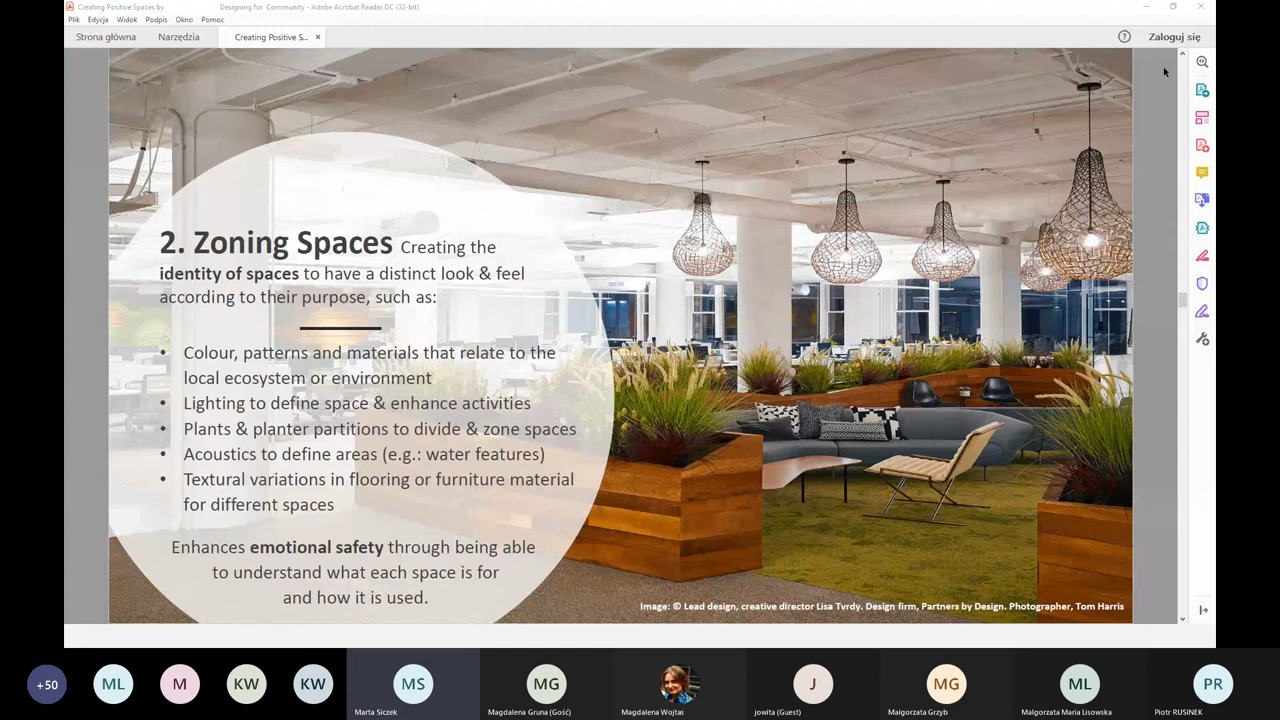 Creating Positive Spaces by Designing for Community - Adobe Acrobat Reader DC (32-bit)
Plik Edycja Widok Podpis Okno Pomoc
Strona główna Narzędzia Creating Positive S... × Zaloguj się
2. Zoning Spaces Creating the
identity of spaces to have a distinct look & feel
according to their purpose, such as:
• Colour, patterns and materials that relate to the
local ecosystem or environment
• Lighting to define space & enhance activities
• Plants & planter partitions to divide & zone spaces
• Acoustics to define areas (e.g.: water features)
• Textural variations in flooring or furniture material
for different spaces
Enhances emotional safety through being able
to understand what each space is for
and how it is used.
Image: © Lead design, creative director Lisa Tvrdy. Design firm, Partners by Design. Photographer, Tom Harris
+50 ML M KW KW MS MG J MG ML PR
Marta Siczek Magdalena Gruna (Gość) Magdalena Wojtas jowita (Guest) Malgorzata Grzyb Malgorzata Maria Lisowska Piotr RUSINEK